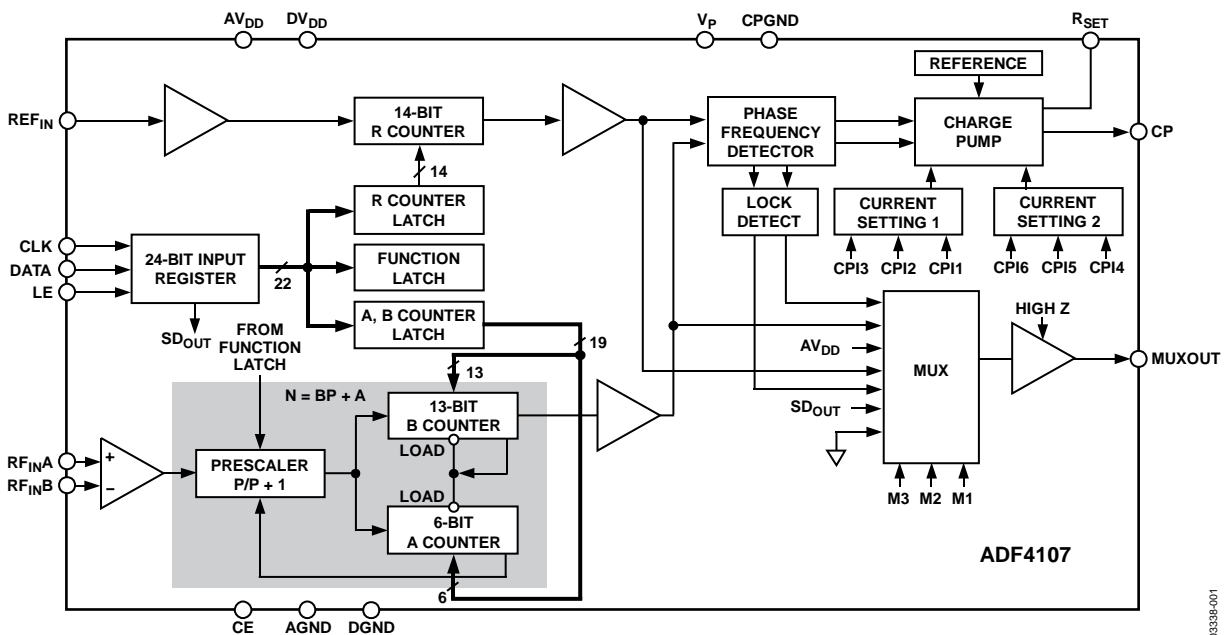 AVDD
DVDD
VP
CPGND
RSET
REFERENCE
REFIN
14-BIT
R COUNTER
PHASE
FREQUENCY
DETECTOR
CHARGE
PUMP
CP
14
R COUNTER
LATCH
LOCK
DETECT
CURRENT
SETTING 1
CURRENT
SETTING 2
CLK
DATA
LE
24-BIT INPUT
REGISTER
22
FUNCTION
LATCH
CPI3
CPI2
CPI1
CPI6
CPI5
CPI4
A, B COUNTER
LATCH
SDOUT
FROM
FUNCTION
LATCH
19
13
HIGH Z
AVDD
MUX
MUXOUT
SDOUT
N = BP + A
13-BIT
B COUNTER
LOAD
RFINA
RFINB
+
–
PRESCALER
P/P + 1
LOAD
6-BIT
A COUNTER
M3
M2
M1
6
ADF4107
CE
AGND
DGND
3338-001